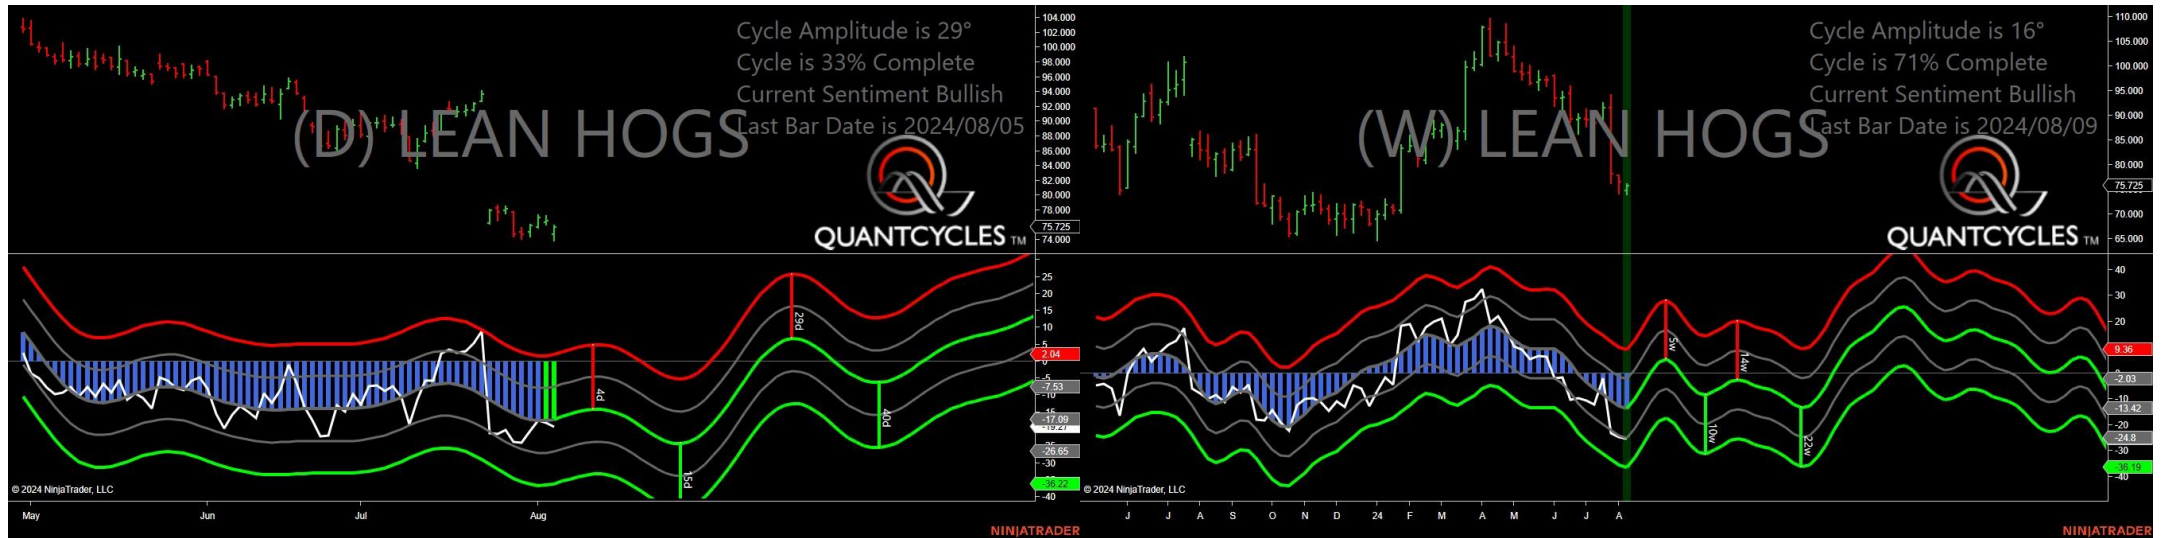 Cycle Amplitude is 29°
Cycle is 33% Complete
Current Sentiment Bullish
Last Bar Date is 2024/08/05
(D) LEAN HOGS
QUANTCYCLES TM
104.000
102.000
100.000
98.000
96.000
94.000
92.000
90.000
88.000
86.000
84.000
82.000
80.000
78.000
75.725
74.000
25
20
15
10
5
2.04
-5
-7.53
-10
-15
-17.09
-19.27
-26.65
-30
-36.22
-40
4d
15d
29d
40d
© 2024 NinjaTrader, LLC
May Jun Jul Aug
NINJATRADER
Cycle Amplitude is 16°
Cycle is 71% Complete
Current Sentiment Bullish
Last Bar Date is 2024/08/09
(W) LEAN HOGS
QUANTCYCLES TM
110.000
105.000
100.000
95.000
90.000
85.000
80.000
75.725
70.000
65.000
40
30
20
9.36
-2.03
-10
-13.42
-24.8
-30
-36.19
-40
5w
10w
14w
22w
© 2024 NinjaTrader, LLC
J J A S O N D 24 F M A M J J A
NINJATRADER